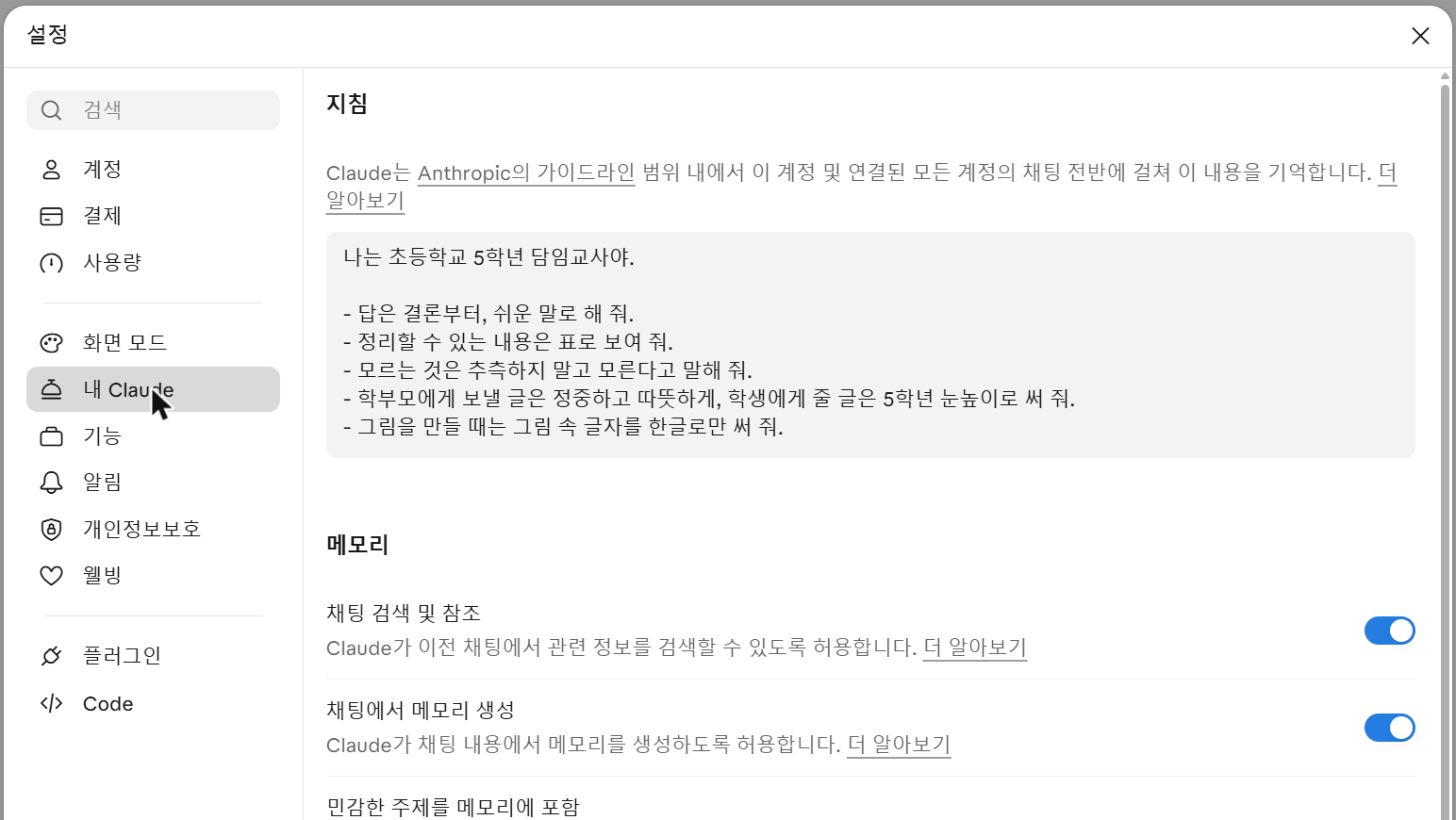 설정
검색
계정
결제
사용량
화면 모드
내 Claude
기능
알림
개인정보보호
웰빙
플러그인
Code
지침
Claude는 Anthropic의 가이드라인 범위 내에서 이 계정 및 연결된 모든 계정의 채팅 전반에 걸쳐 이 내용을 기억합니다. 더
알아보기
나는 초등학교 5학년 담임교사야.
- 답은 결론부터, 쉬운 말로 해 줘.
- 정리할 수 있는 내용은 표로 보여 줘.
- 모르는 것은 추측하지 말고 모른다고 말해 줘.
- 학부모에게 보낼 글은 정중하고 따뜻하게, 학생에게 줄 글은 5학년 눈높이로 써 줘.
- 그림을 만들 때는 그림 속 글자를 한글로만 써 줘.
메모리
채팅 검색 및 참조
Claude가 이전 채팅에서 관련 정보를 검색할 수 있도록 허용합니다. 더 알아보기
채팅에서 메모리 생성
Claude가 채팅 내용에서 메모리를 생성하도록 허용합니다. 더 알아보기
민감한 주제를 메모리에 포함